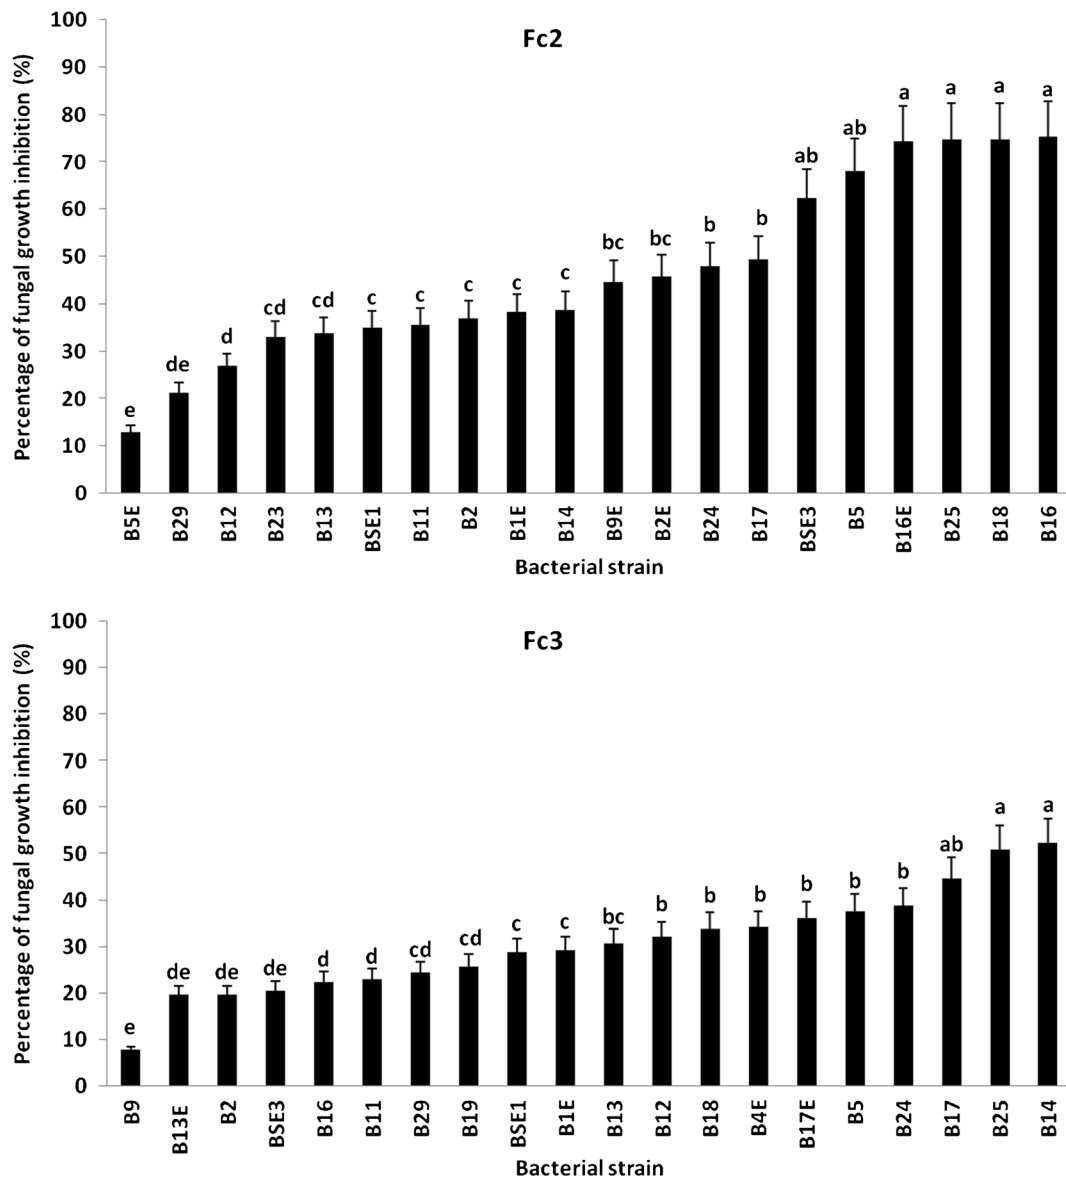 Fc2
Percentage of fungal growth inhibition (%)
100
90
80
70
60
50
40
30
20
10
0
e de d cd cd c c c c c bc bc b b ab ab a a a a
B5E B29 B12 B23 B13 BSE1 B11 B2 B1E B14 B9E B2E B24 B17 BSE3 B5 B16E B25 B18 B16
Bacterial strain
Fc3
Percentage of fungal growth inhibition (%)
100
90
80
70
60
50
40
30
20
10
0
e de de de d d cd cd c c bc b b b b b b ab a a
B9 B13E B2 BSE3 B16 B11 B29 B19 BSE1 B1E B13 B12 B18 B4E B17E B5 B24 B17 B25 B14
Bacterial strain